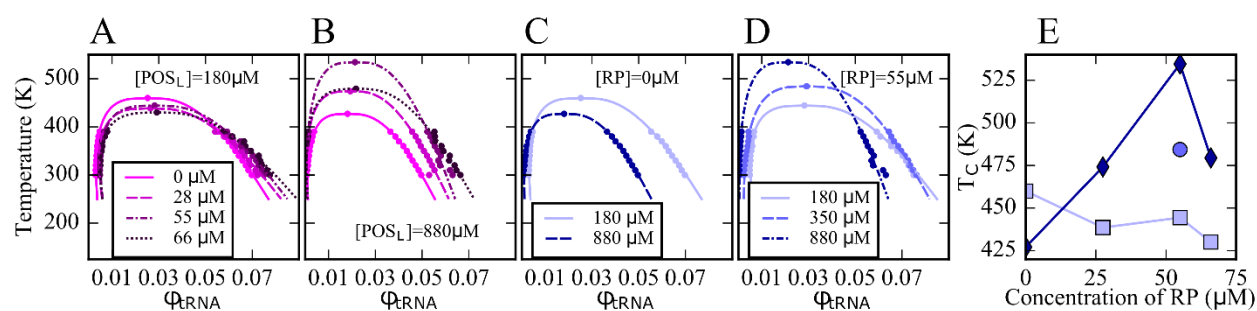 A
B
C
D
E
Temperature (K)
500
400
300
200
[POS_L]=180µM
0 µM
28 µM
55 µM
66 µM
0.01 0.03 0.05 0.07
φtRNA
[POS_L]=880µM
0.01 0.03 0.05 0.07
φtRNA
[RP]=0µM
180 µM
880 µM
0.01 0.03 0.05 0.07
φtRNA
[RP]=55µM
180 µM
350 µM
880 µM
0.01 0.03 0.05 0.07
φtRNA
T_C (K)
525
500
475
450
425
0 25 50 75
Concentration of RP (µM)